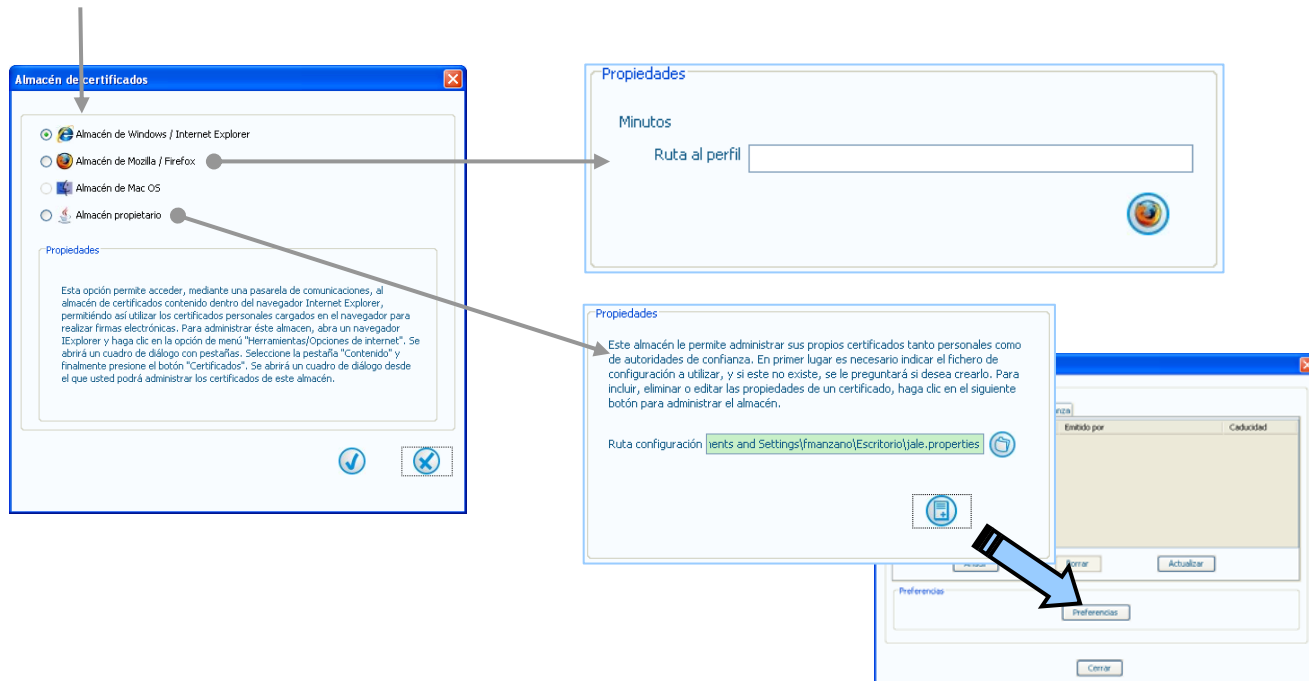 Almacén de certificados
Almacén de Windows / Internet Explorer
Almacén de Mozilla / Firefox
Almacén de Mac OS
Almacén propietario
Propiedades
Esta opción permite acceder, mediante una pasarela de comunicaciones, al
almacén de certificados contenido dentro del navegador Internet Explorer,
permitiéndo así utilizar los certificados personales cargados en el navegador para
realizar firmas electrónicas. Para administrar éste almacen, abra un navegador
IExplorer y haga clic en la opción de menú "Herramientas/Opciones de internet". Se
abrirá un cuadro de diálogo con pestañas. Seleccione la pestaña "Contenido" y
finalmente presione el botón "Certificados". Se abrirá un cuadro de diálogo desde
el que usted podrá administrar los certificados de este almacén.
Propiedades
Minutos
Ruta al perfil
Propiedades
Este almacén le permite administrar sus propios certificados tanto personales como
de autoridades de confianza. En primer lugar es necesario indicar el fichero de
configuración a utilizar, y si este no existe, se le preguntará si desea crearlo. Para
incluir, eliminar o editar las propiedades de un certificado, haga clic en el siguiente
botón para administrar el almacén.
Ruta configuración ents and Settings\fmanzano\Escritorio\jale.properties
nza
Emitido por Caducidad
Borrar Actualizar
Preferencias
Preferencias
Cerrar